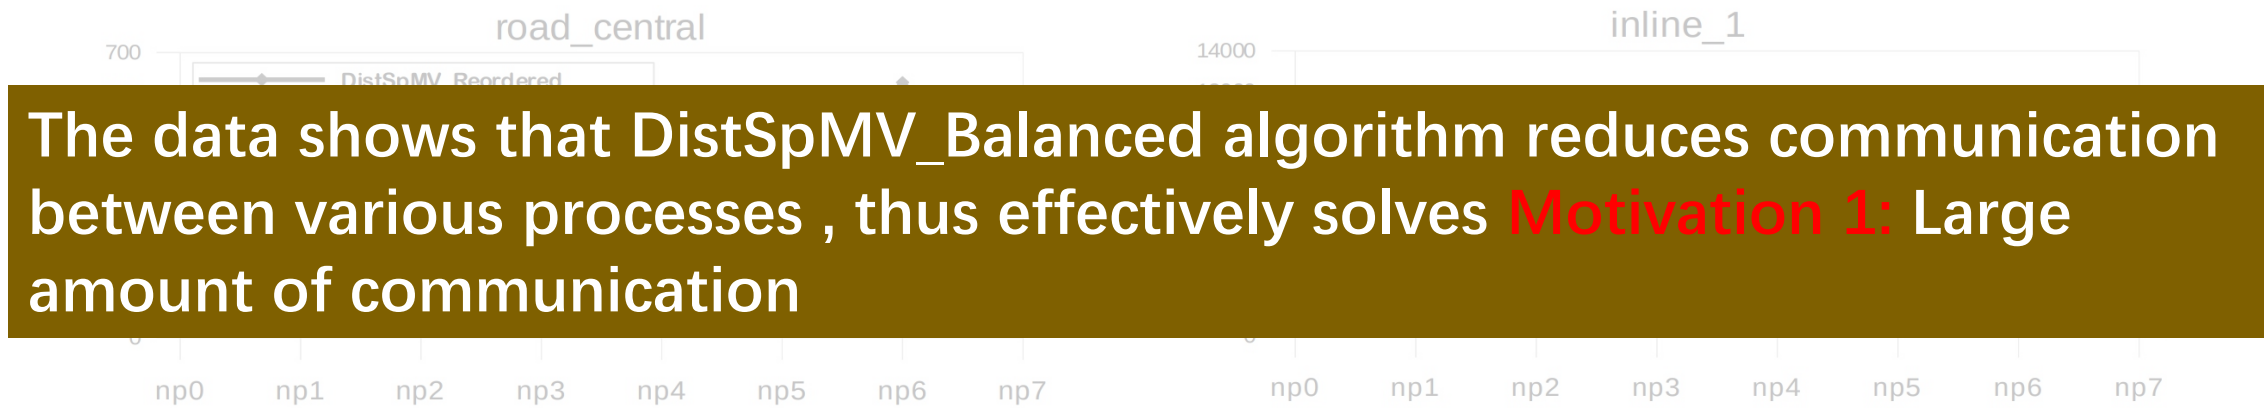 road_central
inline_1
700
14000
DistSpMV_Reordered
The data shows that DistSpMV_Balanced algorithm reduces communication
between various processes , thus effectively solves Motivation 1: Large
amount of communication
0
0
np0 np1 np2 np3 np4 np5 np6 np7
np0 np1 np2 np3 np4 np5 np6 np7